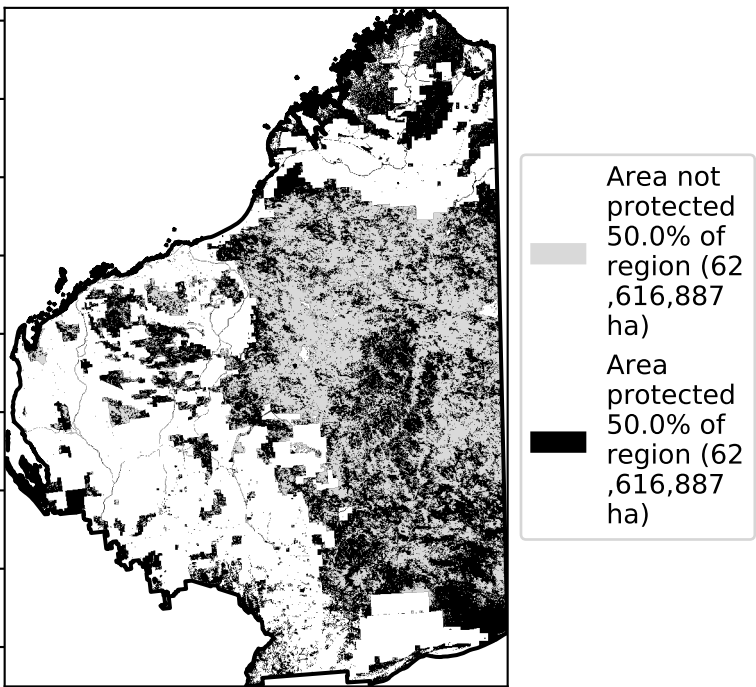 Area not
protected
50.0% of
region (62
,616,887
ha)
Area
protected
50.0% of
region (62
,616,887
ha)